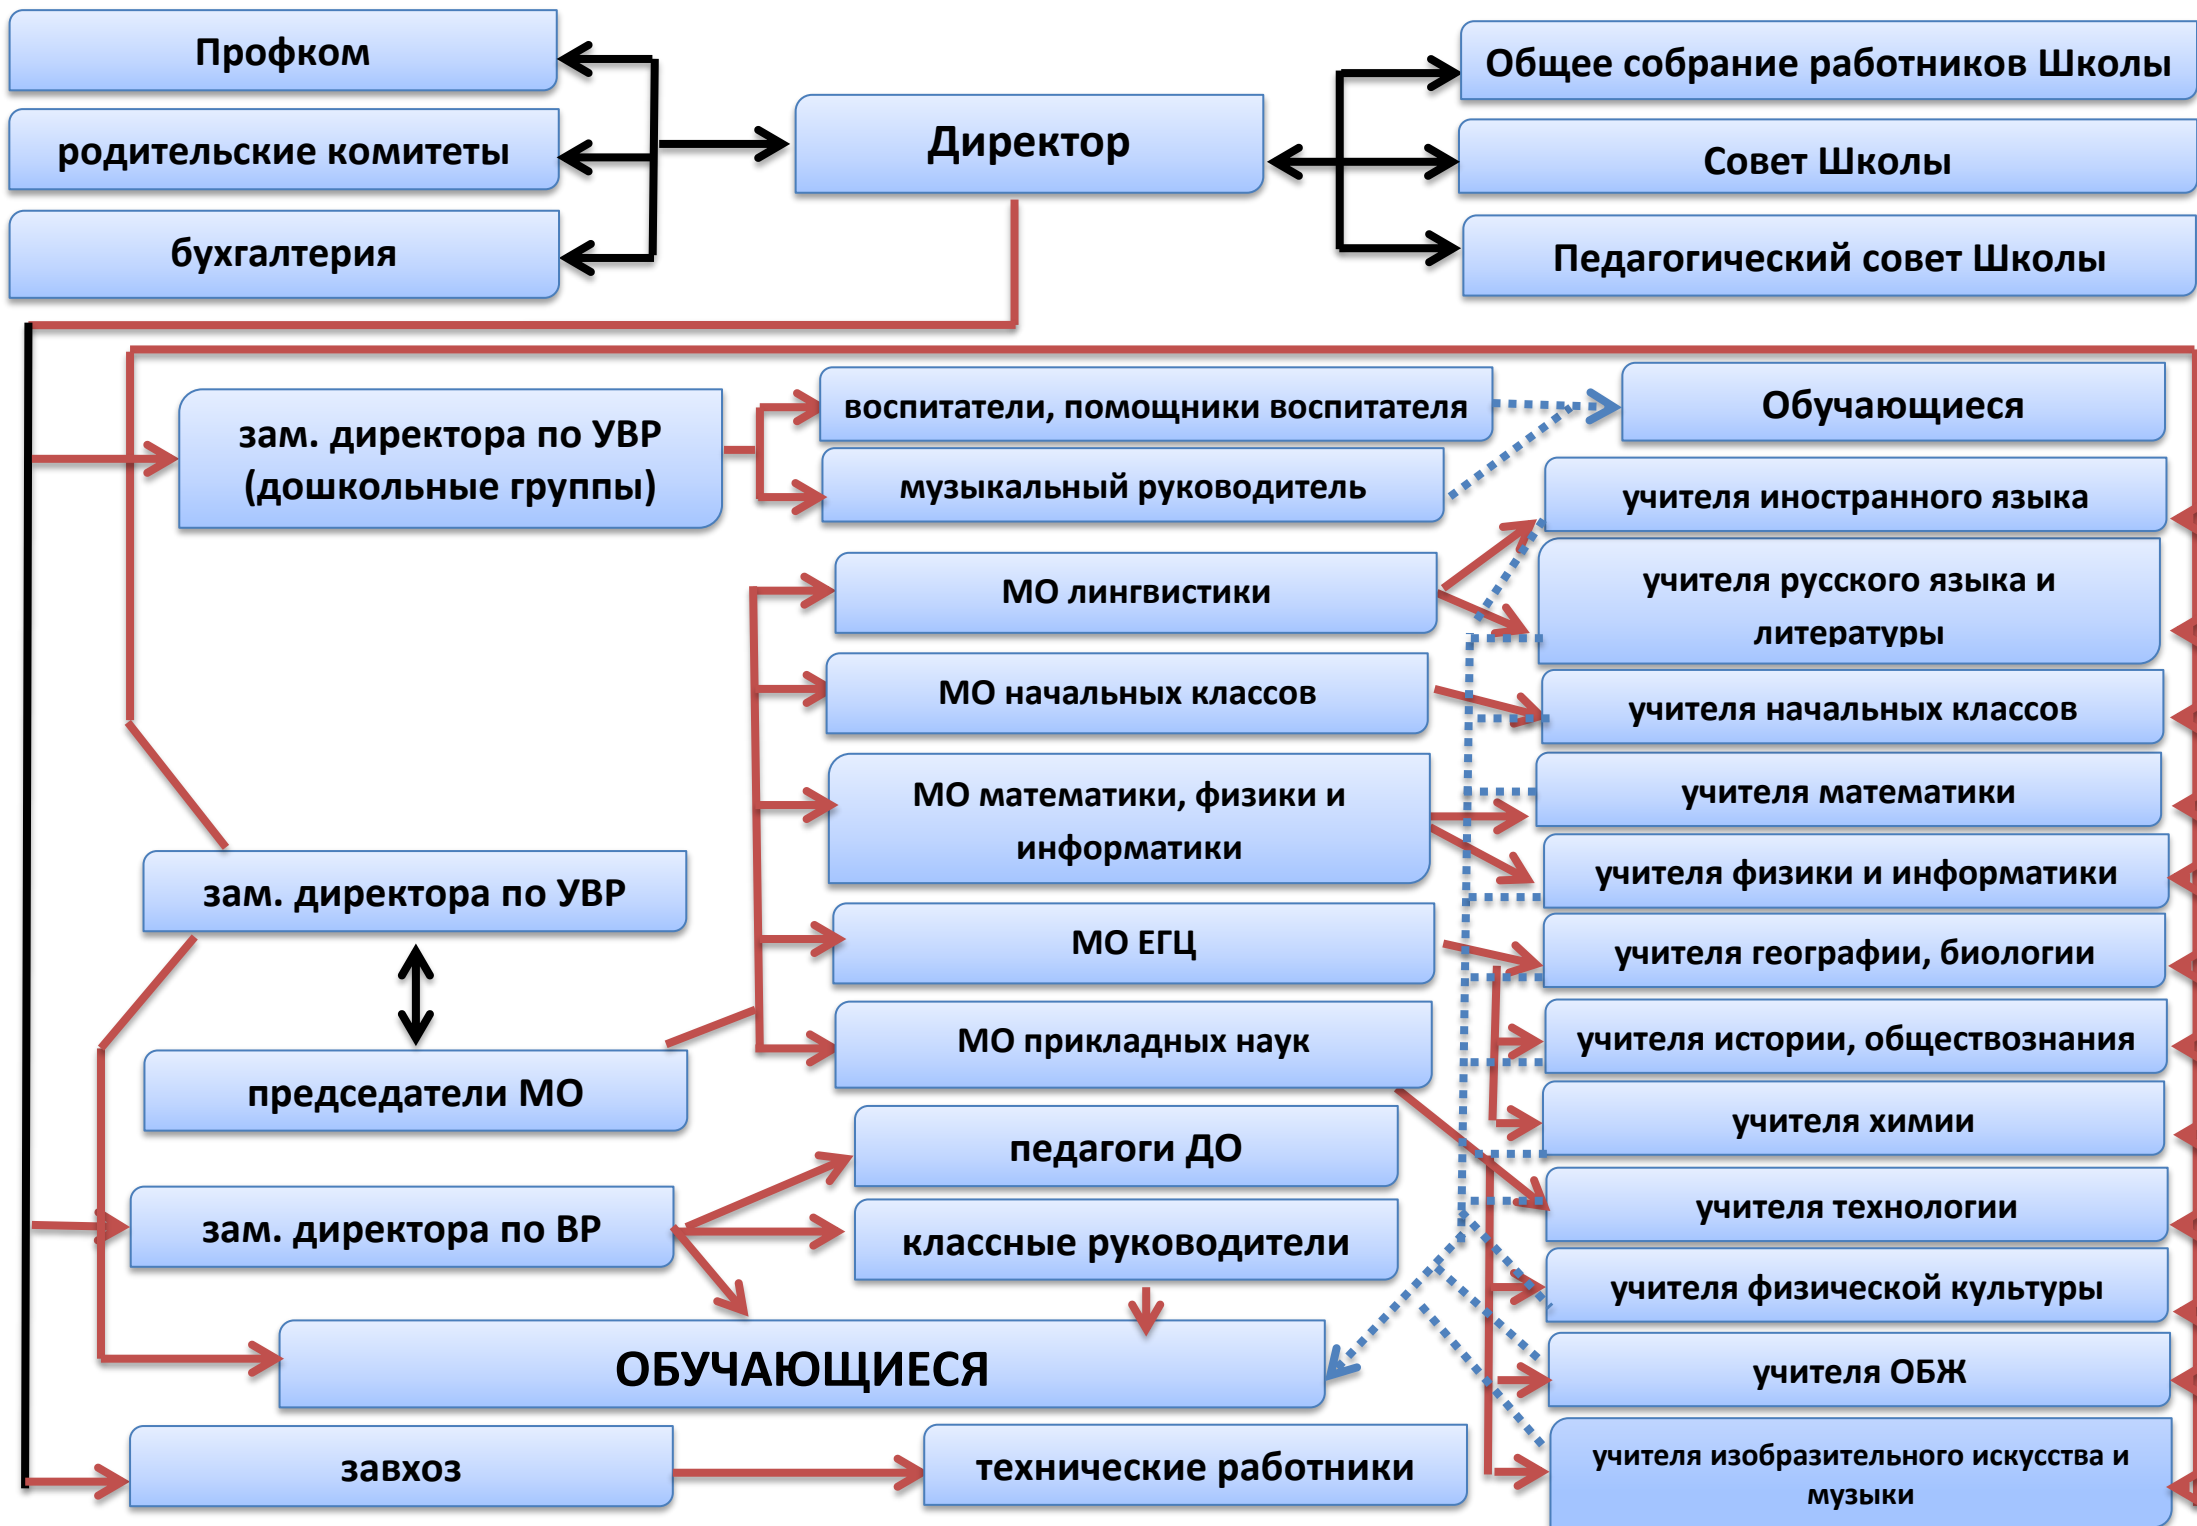 Профком
родительские комитеты
бухгалтерия
Директор
Общее собрание работников Школы
Совет Школы
Педагогический совет Школы
зам. директора по УВР
(дошкольные группы)
воспитатели, помощники воспитателя
музыкальный руководитель
Обучающиеся
учителя иностранного языка
МО лингвистики
учителя русского языка и
литературы
МО начальных классов
учителя начальных классов
МО математики, физики и
информатики
учителя математики
учителя физики и информатики
зам. директора по УВР
МО ЕГЦ
учителя географии, биологии
МО прикладных наук
учителя истории, обществознания
председатели МО
учителя химии
педагоги ДО
зам. директора по ВР
классные руководители
учителя технологии
учителя физической культуры
ОБУЧАЮЩИЕСЯ
учителя ОБЖ
завхоз
технические работники
учителя изобразительного искусства и
музыки